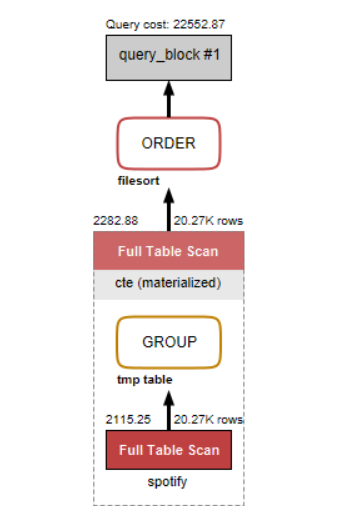 Query cost: 22552.87
query_block #1
ORDER
filesort
2282.88 20.27K rows
Full Table Scan
cte (materialized)
GROUP
tmp table
2115.25 20.27K rows
Full Table Scan
spotify